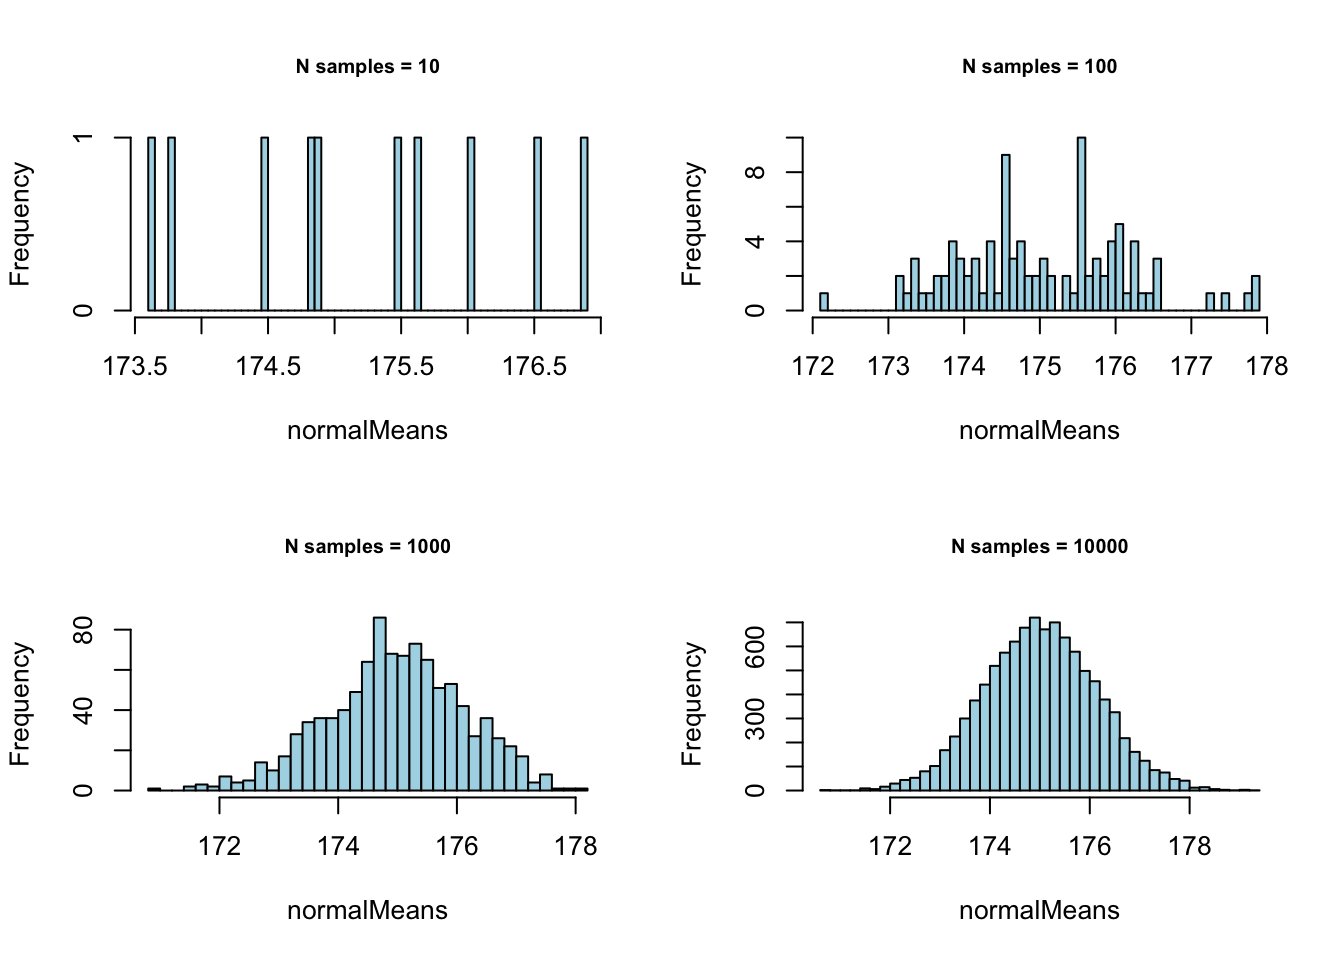 N samples = 10
Frequency
1
0
173.5 174.5 175.5 176.5
normalMeans
N samples = 100
Frequency
8
4
0
172 173 174 175 176 177 178
normalMeans
N samples = 1000
Frequency
80
40
0
172 174 176 178
normalMeans
N samples = 10000
Frequency
600
300
0
172 174 176 178
normalMeans